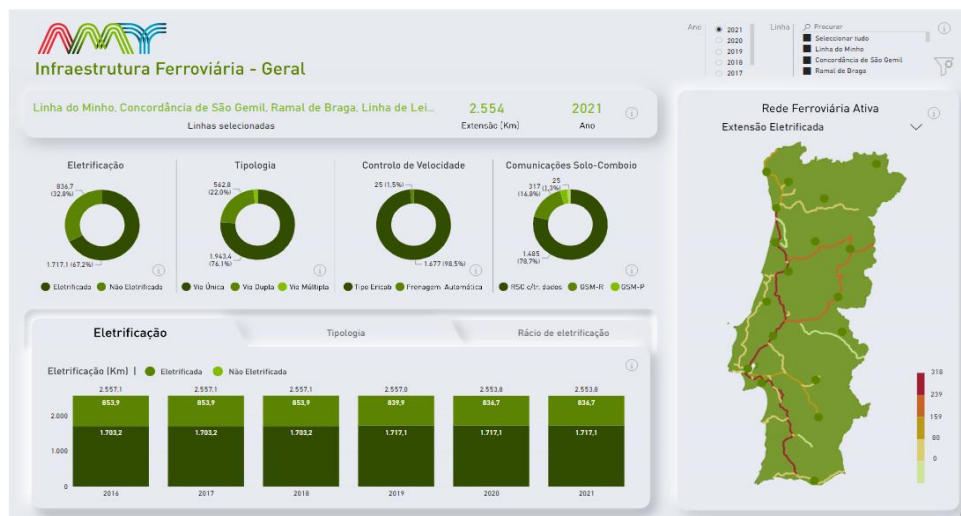 AMT
Infraestrutura Ferroviária - Geral
Ano
2021
2020
2019
2018
2017
Linha
Procurar
Seleccionar tudo
Linha do Minho
Concordância de São Gemil
Ramal de Braga
Linha do Minho, Concordância de São Gemil, Ramal de Braga, Linha de Lei...
Linhas selecionadas
2.554
Extensão (Km)
2021
Ano
Eletrificação
836,7
(32,8%)
1.717,1 (67,2%)
Eletrificada Não Eletrificada
Tipologia
562,8
(22,0%)
1.943,4
(76,1%)
Via Única Via Dupla Via Múltipla
Controlo de Velocidade
25 (1,5%)
1.677 (98,5%)
Tipo Ericab Frenagem Automática
Comunicações Solo-Comboio
317
(16,8%)
25
(1,3%)
1.485
(78,7%)
RSC c/tr. dados GSM-R GSM-P
Eletrificação
Tipologia
Rácio de eletrificação
Eletrificação (Km) | Eletrificada Não Eletrificada
2.557,1 2.557,1 2.557,1 2.557,0 2.553,8 2.553,8
853,9 853,9 853,9 839,9 836,7 836,7
2.000
1.703,2 1.703,2 1.703,2 1.717,1 1.717,1 1.717,1
1.000
0
2016 2017 2018 2019 2020 2021
Rede Ferroviária Ativa
Extensão Eletrificada
318
239
159
80
0